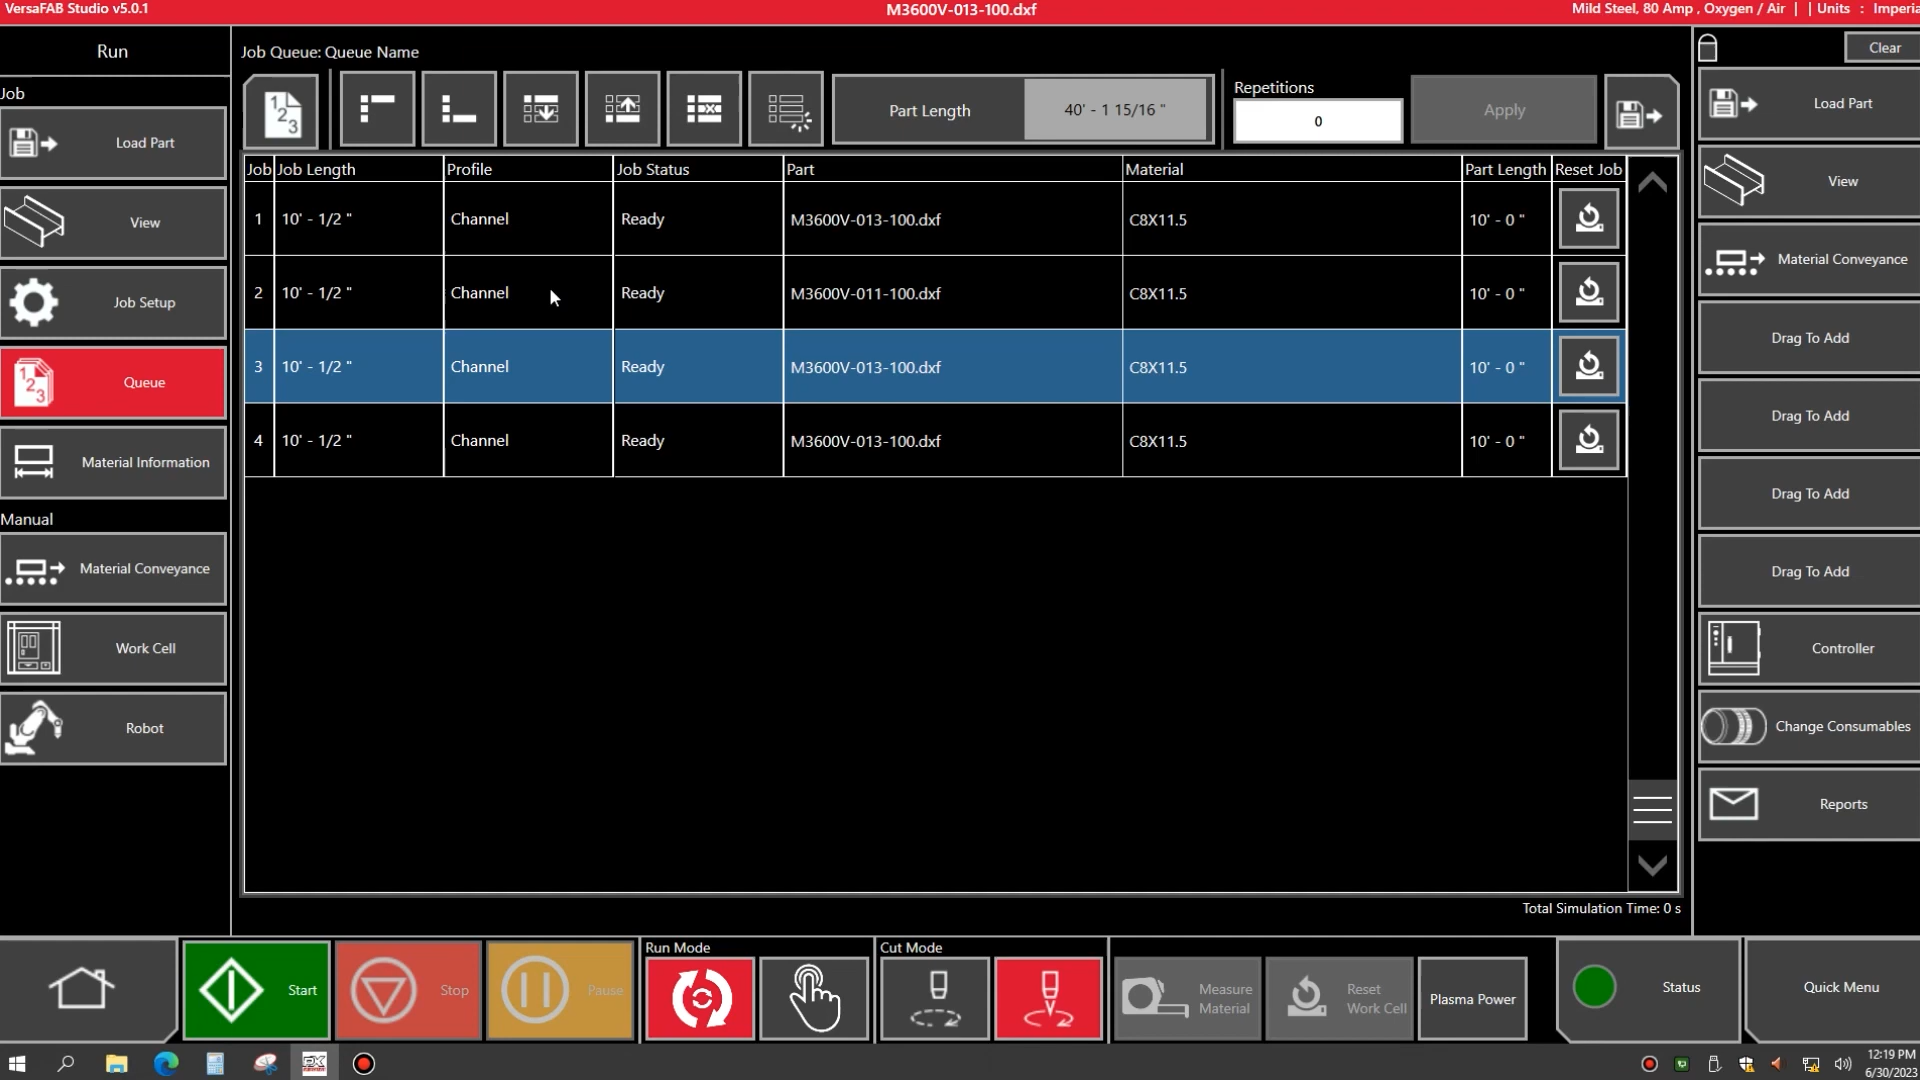 VersaFAB Studio v5.0.1
M3600V-013-100.dxf
Mild Steel, 80 Amp , Oxygen / Air | | Units : Imperia
Run
Job
Load Part
View
Job Setup
Queue
Material Information
Manual
Material Conveyance
Work Cell
Robot
Job Queue: Queue Name
Part Length
40' - 1 15/16 "
Repetitions
0
Apply
Job Job Length Profile Job Status Part Material Part Length Reset Job
1 10' - 1/2 " Channel Ready M3600V-013-100.dxf C8X11.5 10' - 0 "
2 10' - 1/2 " Channel Ready M3600V-011-100.dxf C8X11.5 10' - 0 "
3 10' - 1/2 " Channel Ready M3600V-013-100.dxf C8X11.5 10' - 0 "
4 10' - 1/2 " Channel Ready M3600V-013-100.dxf C8X11.5 10' - 0 "
Total Simulation Time: 0 s
Clear
Load Part
View
Material Conveyance
Drag To Add
Drag To Add
Drag To Add
Drag To Add
Controller
Change Consumables
Reports
Start
Stop
Pause
Run Mode
Cut Mode
Measure
Material
Reset
Work Cell
Plasma Power
Status
Quick Menu
12:19 PM
6/30/2023